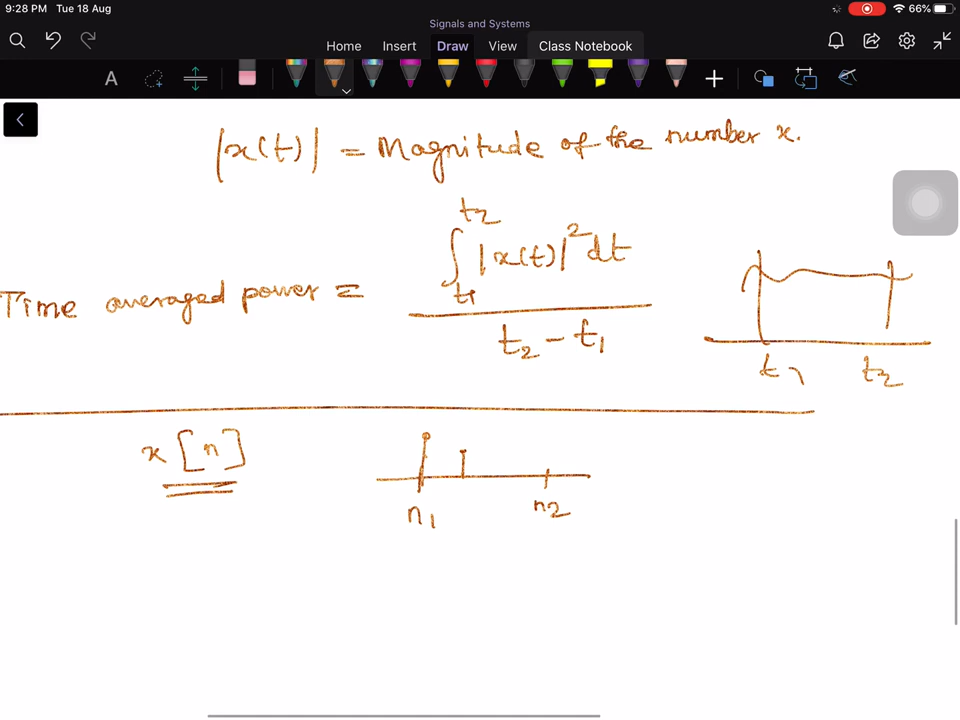 9:28 PM Tue 18 Aug
66%
Signals and Systems
Home Insert Draw View Class Notebook
A
|x(t)| = Magnitude of the number x.
Time averaged power = ∫_{t1}^{t2} |x(t)|² dt / (t2 - t1)
t1 t2
x[n]
n1 n2